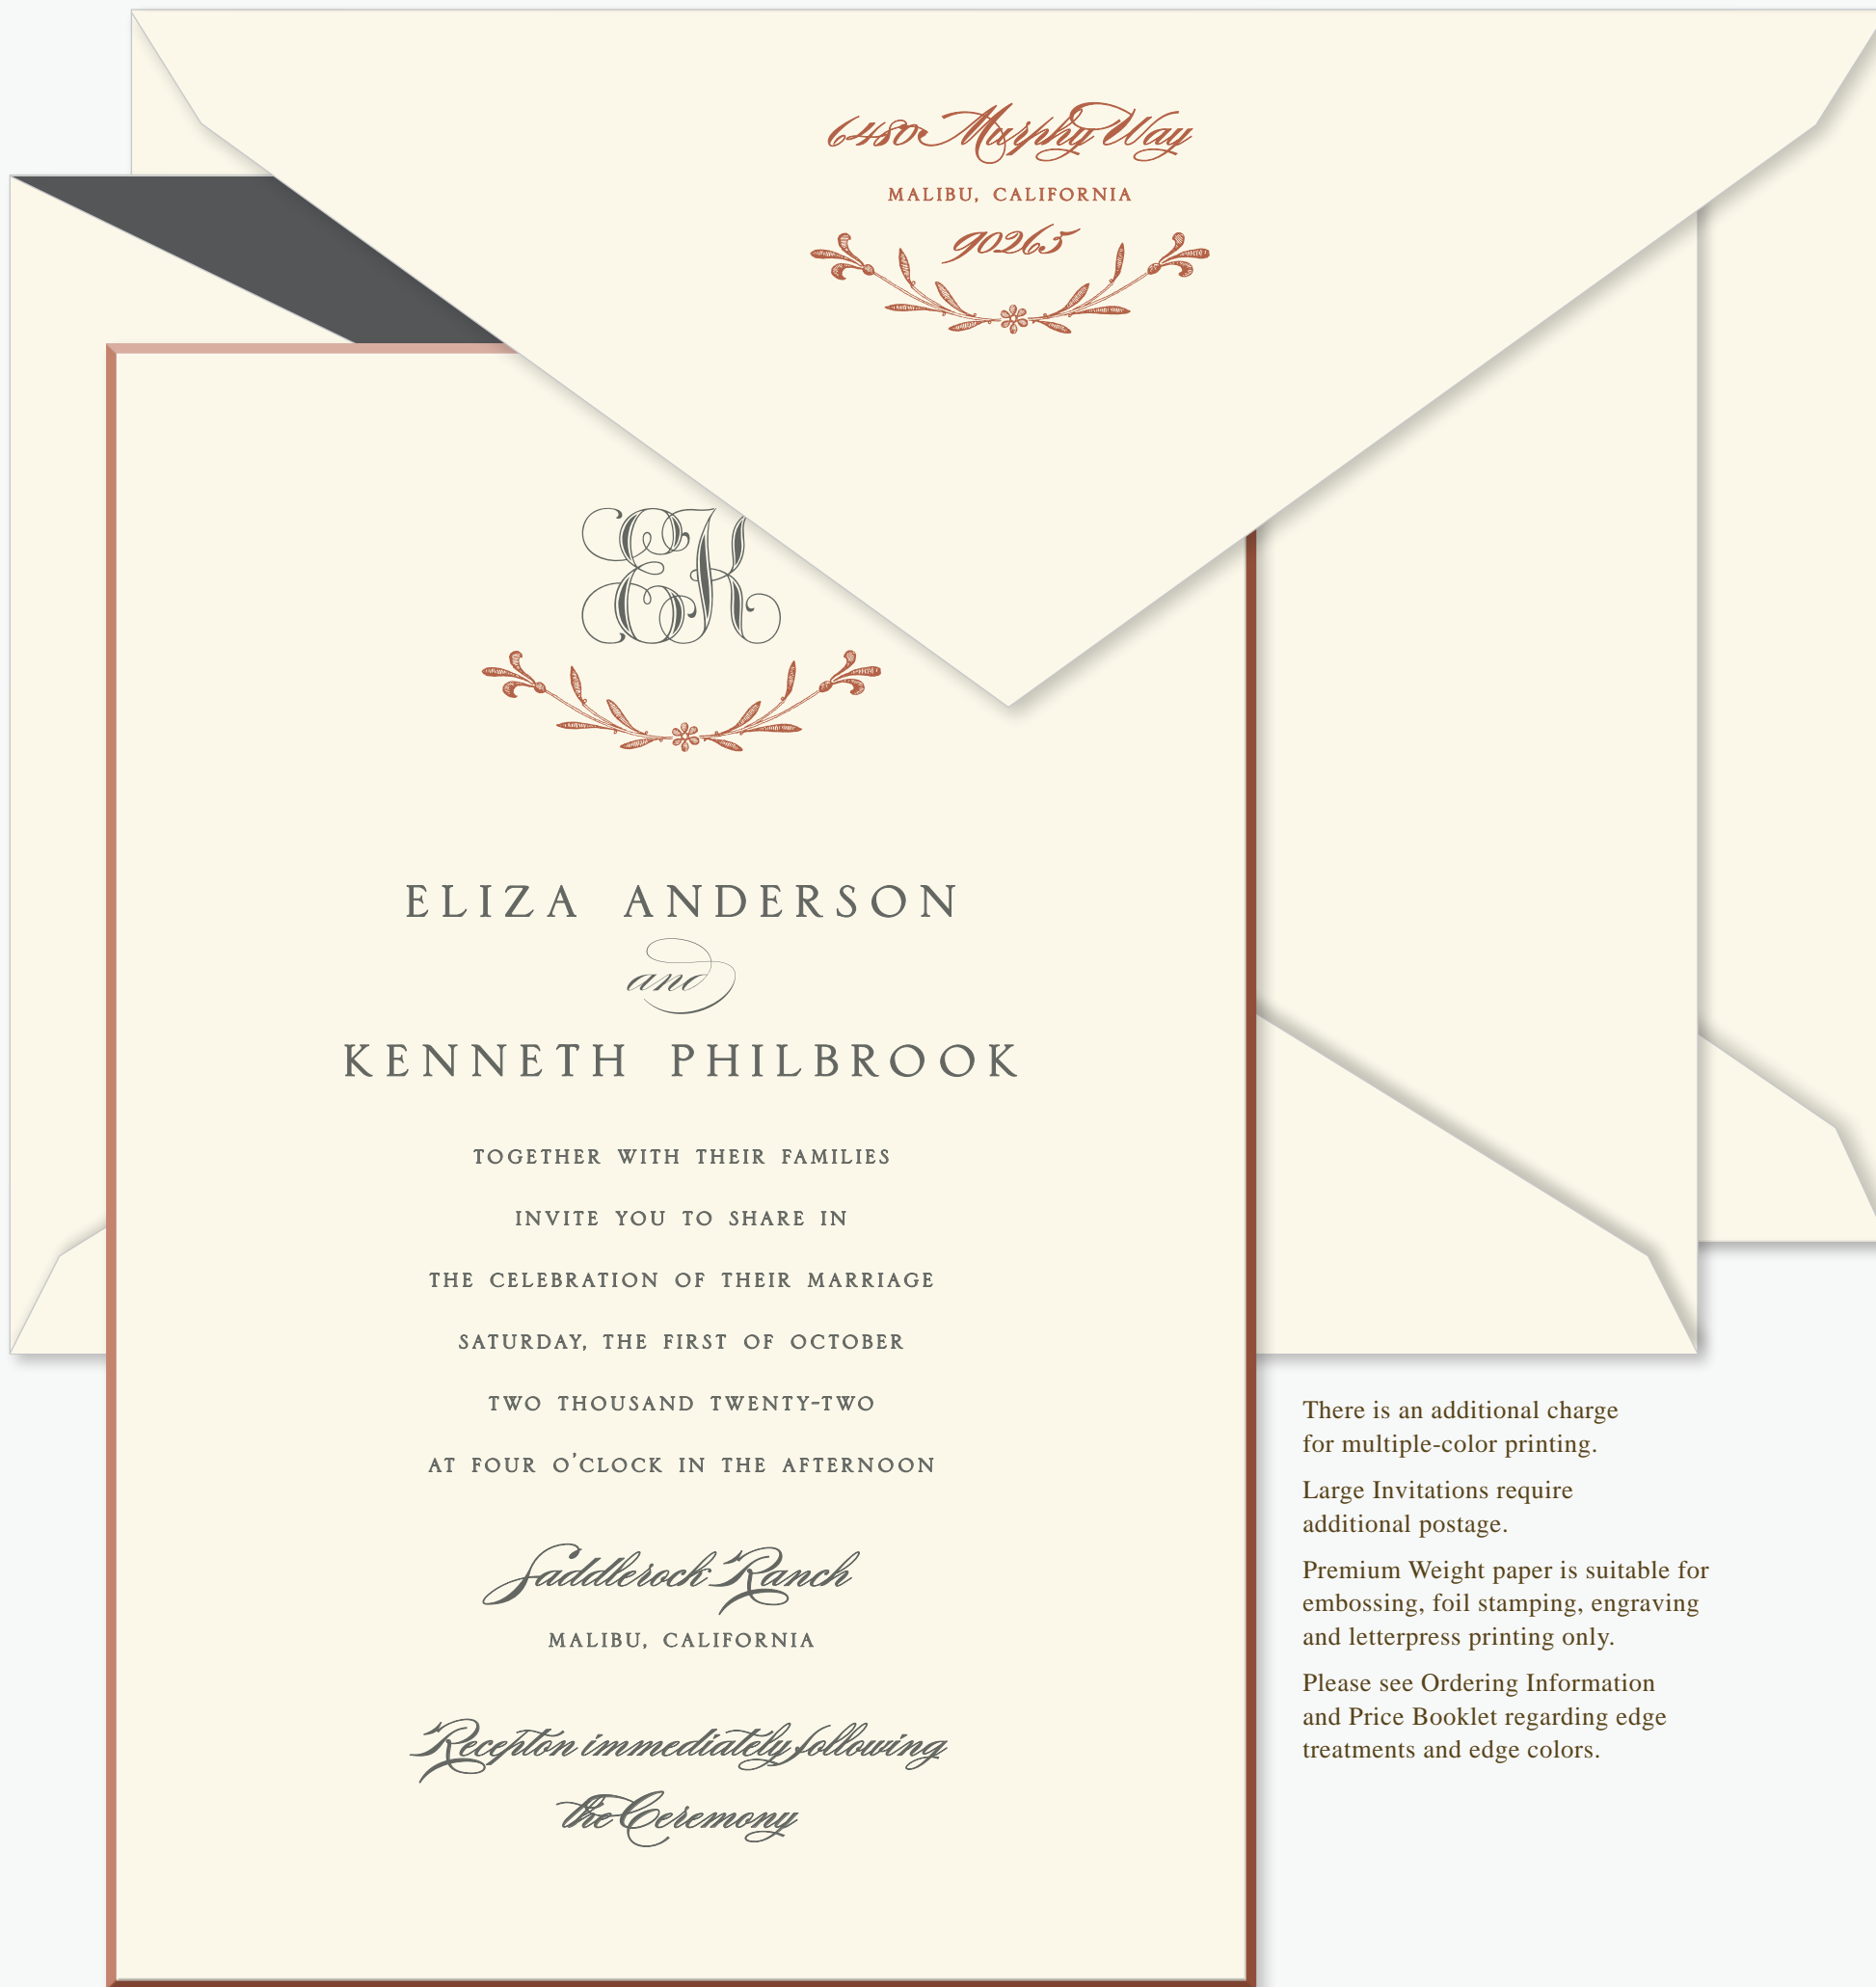 6480 Murphy Way
MALIBU, CALIFORNIA
90265
EK
ELIZA ANDERSON
and
KENNETH PHILBROOK
TOGETHER WITH THEIR FAMILIES
INVITE YOU TO SHARE IN
THE CELEBRATION OF THEIR MARRIAGE
SATURDAY, THE FIRST OF OCTOBER
TWO THOUSAND TWENTY-TWO
AT FOUR O'CLOCK IN THE AFTERNOON
Saddlerock Ranch
MALIBU, CALIFORNIA
Recepton immediately following
the Ceremony
There is an additional charge
for multiple-color printing.
Large Invitations require
additional postage.
Premium Weight paper is suitable for
embossing, foil stamping, engraving
and letterpress printing only.
Please see Ordering Information
and Price Booklet regarding edge
treatments and edge colors.